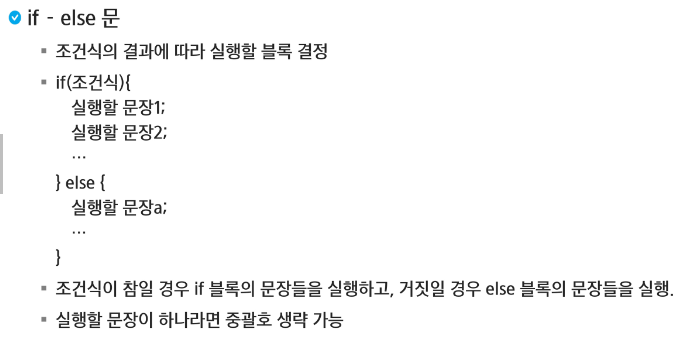 if - else 문
조건식의 결과에 따라 실행할 블록 결정
if(조건식){
실행할 문장1;
실행할 문장2;
…
} else {
실행할 문장a;
…
}
조건식이 참일 경우 if 블록의 문장들을 실행하고, 거짓일 경우 else 블록의 문장들을 실행.
실행할 문장이 하나라면 중괄호 생략 가능